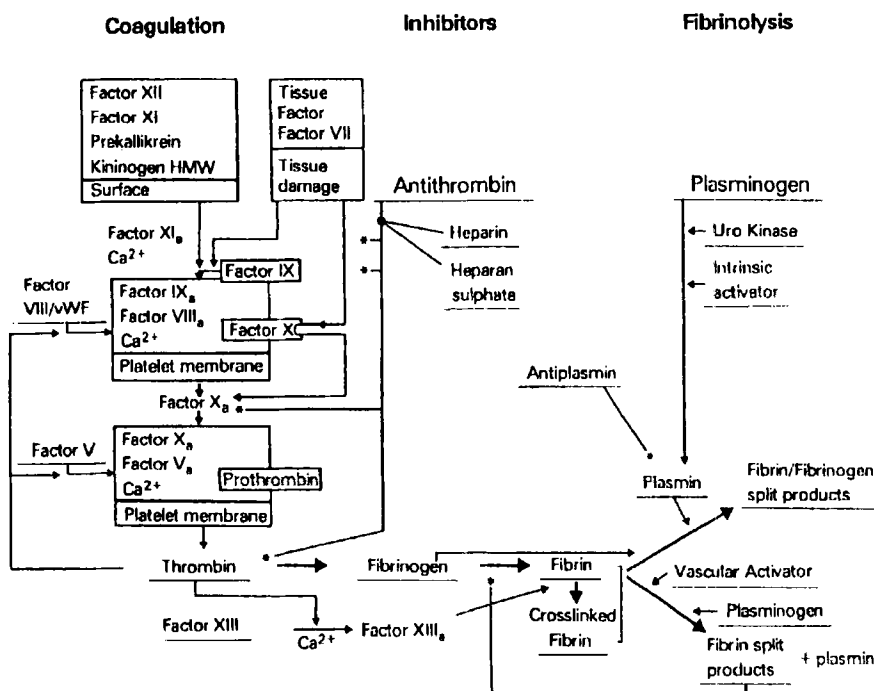 Coagulation
Inhibitors
Fibrinolysis
Factor XII
Factor XI
Prekallikrein
Kininogen HMW
Surface
Tissue
Factor
Factor VII
Tissue
damage
Antithrombin
Plasminogen
Heparin
Heparan
sulphate
Uro Kinase
Intrinsic
activator
Factor XIₐ
Ca²⁺
Factor IX
Factor
VIII/vWF
Factor IXₐ
Factor VIIIₐ
Ca²⁺
Factor X
Platelet membrane
Factor Xₐ
Antiplasmin
Factor V
Factor Xₐ
Factor Vₐ
Ca²⁺
Prothrombin
Platelet membrane
Plasmin
Fibrin/Fibrinogen
split products
Thrombin
Fibrinogen
Fibrin
Vascular Activator
Plasminogen
Factor XIII
Ca²⁺
Factor XIIIₐ
Crosslinked
Fibrin
Fibrin split
products
+ plasmin